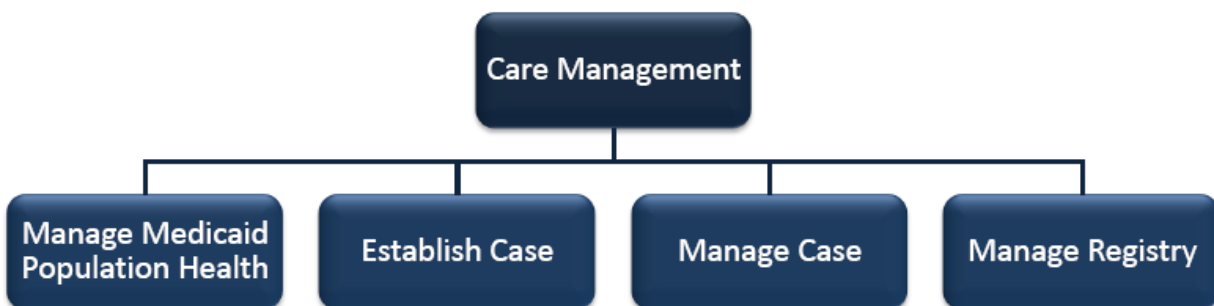 Care Management
Manage Medicaid
Population Health
Establish Case
Manage Case
Manage Registry